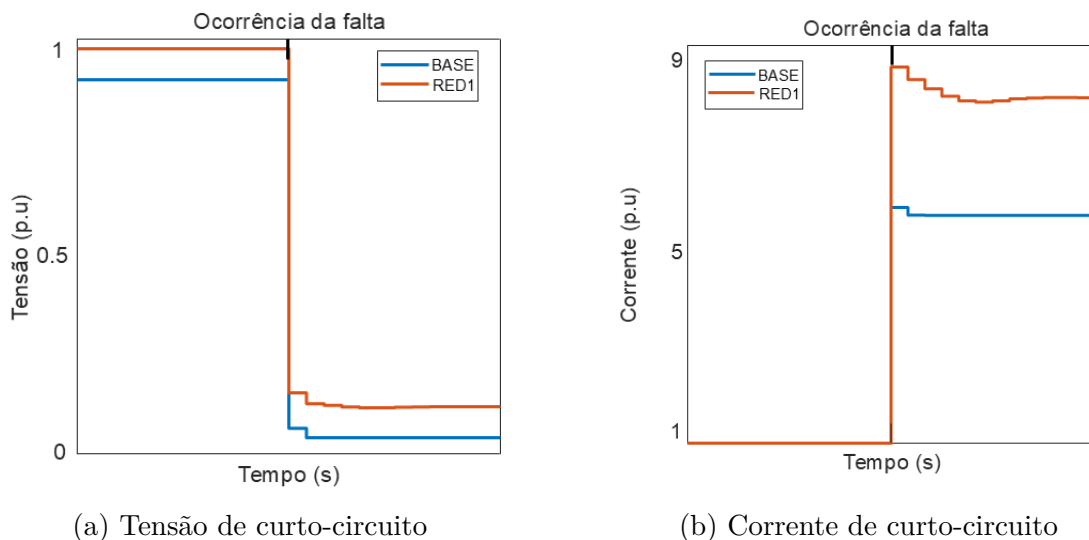 Ocorrência da falta
1
BASE
RED1
Tensão (p.u)
0.5
0
Tempo (s)
(a) Tensão de curto-circuito
Ocorrência da falta
9
BASE
RED1
Corrente (p.u)
5
1
Tempo (s)
(b) Corrente de curto-circuito